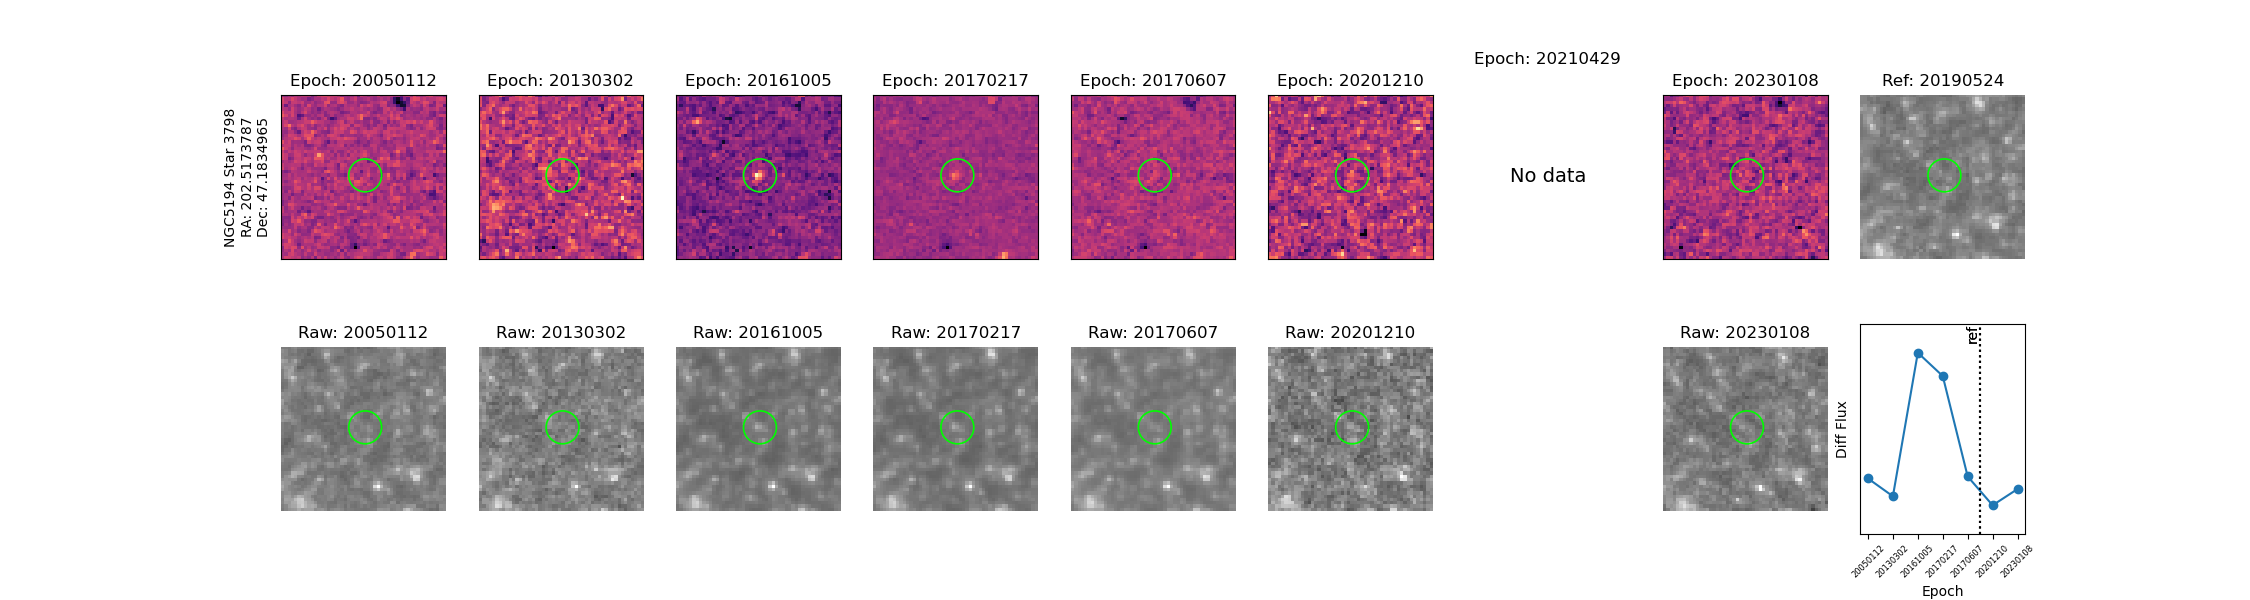 Epoch: 20210429
Epoch: 20050112
Epoch: 20130302
Epoch: 20161005
Epoch: 20170217
Epoch: 20170607
Epoch: 20201210
Epoch: 20230108
Ref: 20190524
NGC5194 Star 3798
RA: 202.5173787
Dec: 47.1834965
No data
Raw: 20050112
Raw: 20130302
Raw: 20161005
Raw: 20170217
Raw: 20170607
Raw: 20201210
Raw: 20230108
ref
Diff Flux
20050112
20130302
20161005
20170217
20170607
20201210
20230108
Epoch